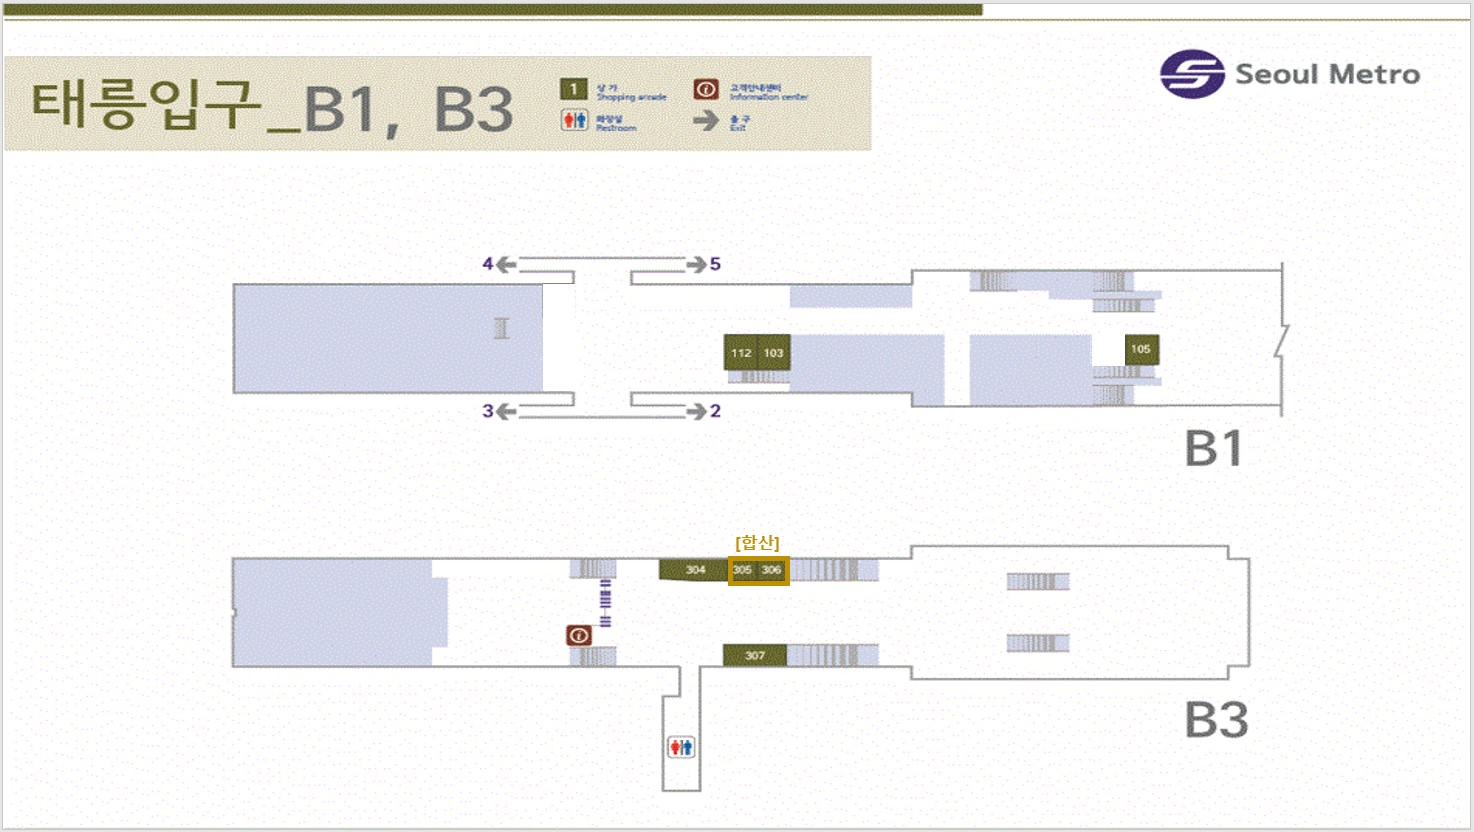 태릉입구_B1, B3
1 상 가
Shopping arcade
고객안내센터
Information center
화장실
Restroom
출 구
Exit
Seoul Metro
4
5
112
103
105
3
2
B1
[합산]
304
305
306
307
B3